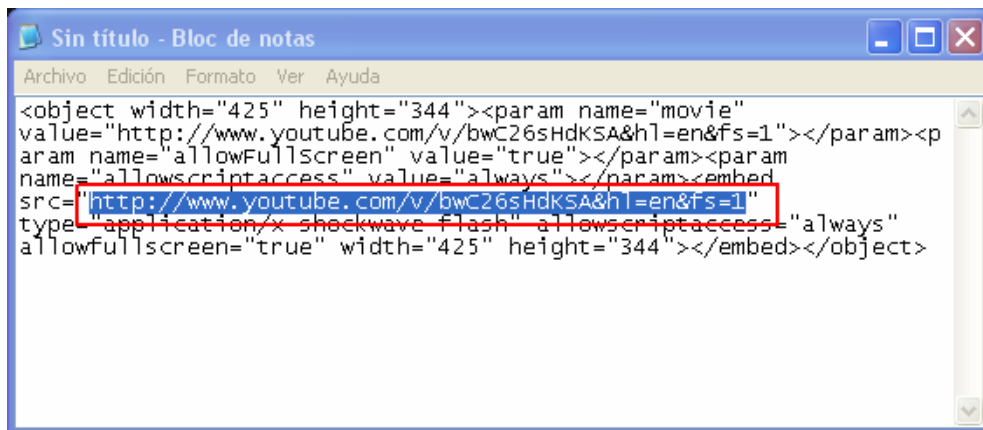 Sin título - Bloc de notas
Archivo Edición Formato Ver Ayuda
<object width="425" height="344"><param name="movie"
value="http://www.youtube.com/v/bwC26sHdKSA&hl=en&fs=1"></param><p
aram name="allowFullScreen" value="true"></param><param
name="allowscriptaccess" value="always"></param><embed
src="http://www.youtube.com/v/bwC26sHdKSA&hl=en&fs=1"
type="application/x-shockwave-flash" allowscriptaccess="always"
allowfullscreen="true" width="425" height="344"></embed></object>